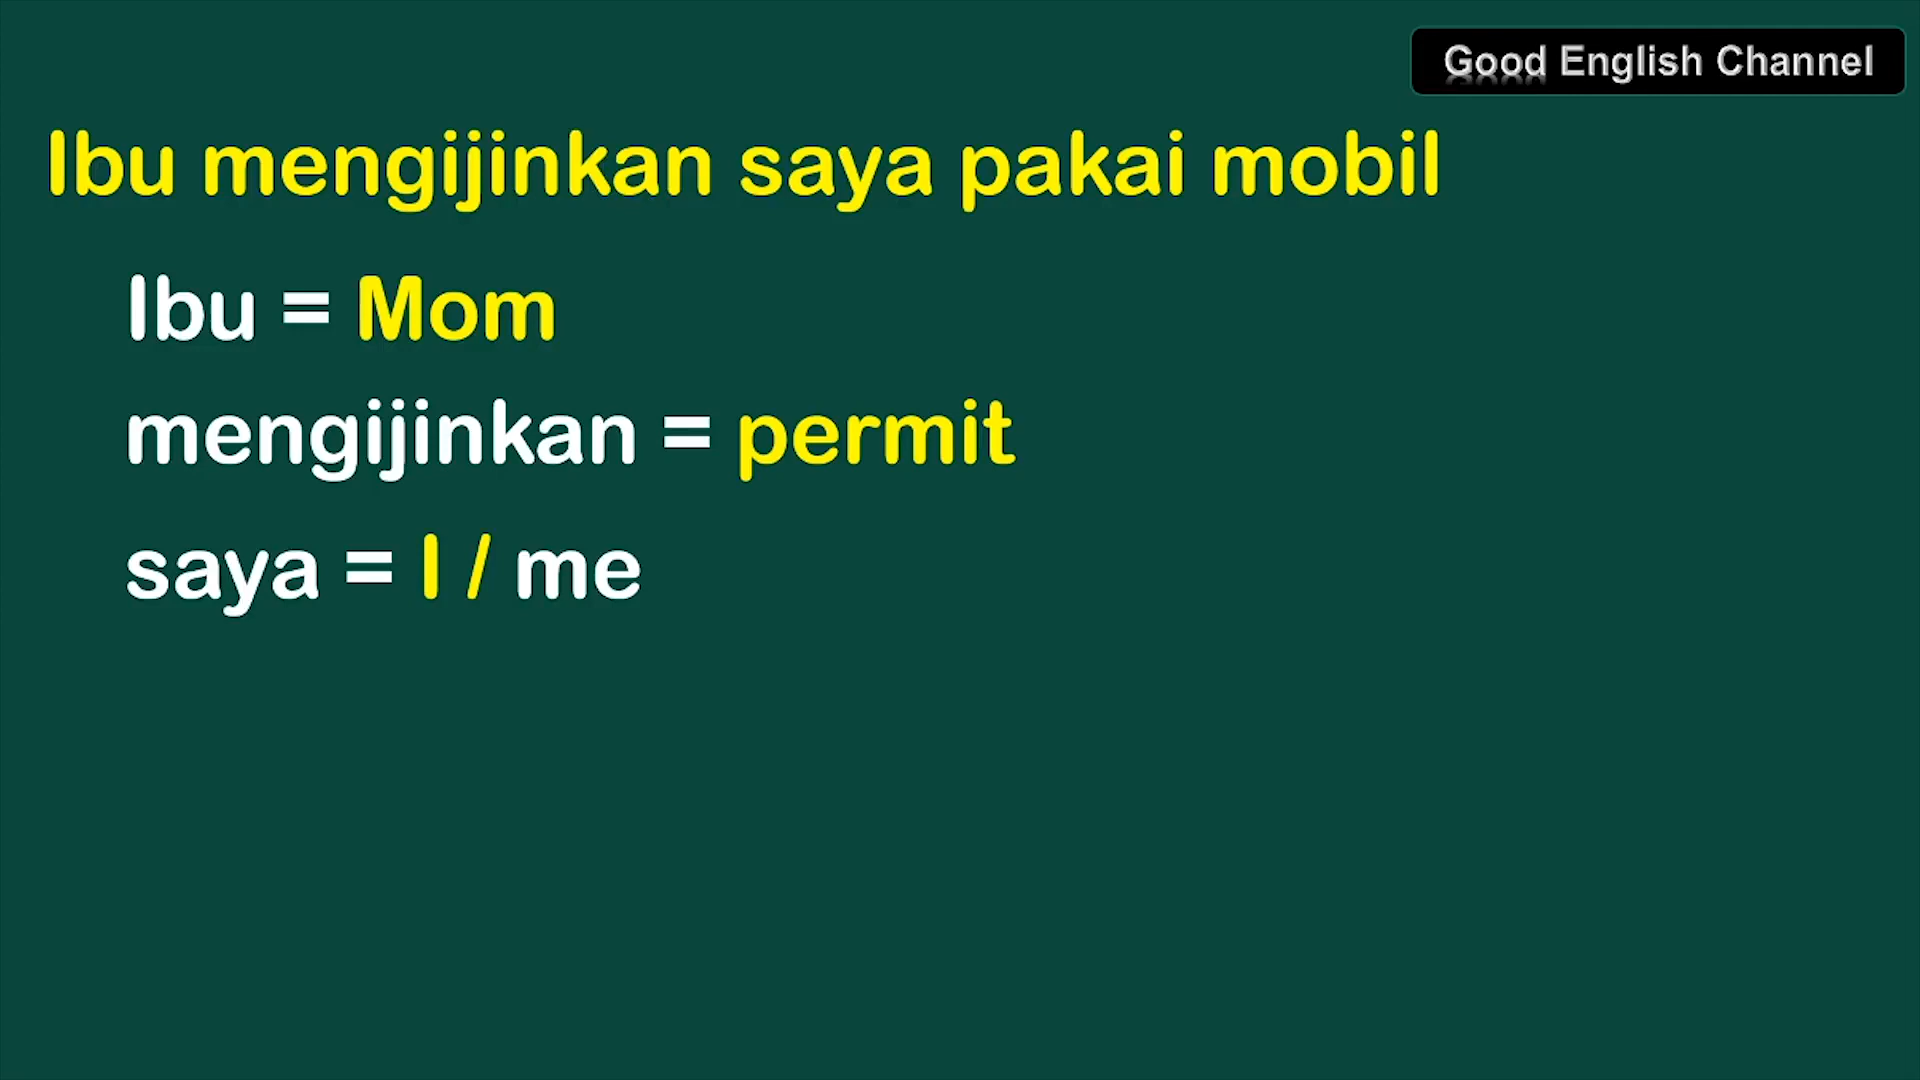 Good English Channel
Ibu mengijinkan saya pakai mobil
Ibu = Mom
mengijinkan = permit
saya = I / me